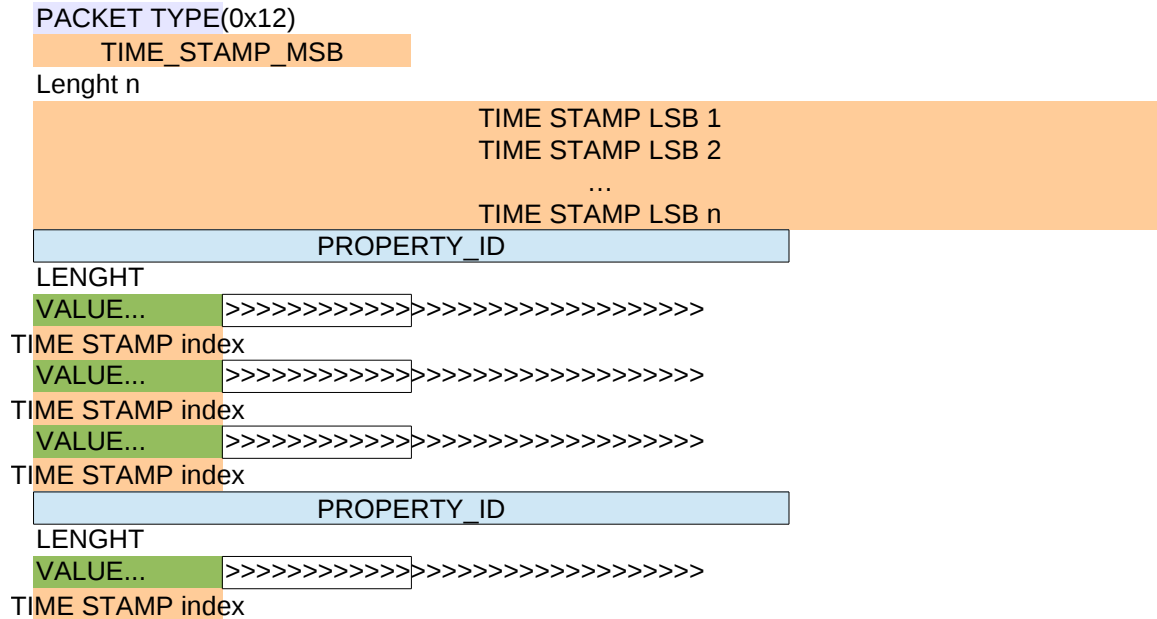 PACKET TYPE(0x12)
TIME_STAMP_MSB
Lenght n
TIME STAMP LSB 1
TIME STAMP LSB 2
...
TIME STAMP LSB n
PROPERTY_ID
LENGHT
VALUE... >>>>>>>>>>>>>>>>>>>>>>>>>>>>>>>
TIME STAMP index
VALUE... >>>>>>>>>>>>>>>>>>>>>>>>>>>>>>>
TIME STAMP index
VALUE... >>>>>>>>>>>>>>>>>>>>>>>>>>>>>>>
TIME STAMP index
PROPERTY_ID
LENGHT
VALUE... >>>>>>>>>>>>>>>>>>>>>>>>>>>>>>>
TIME STAMP index